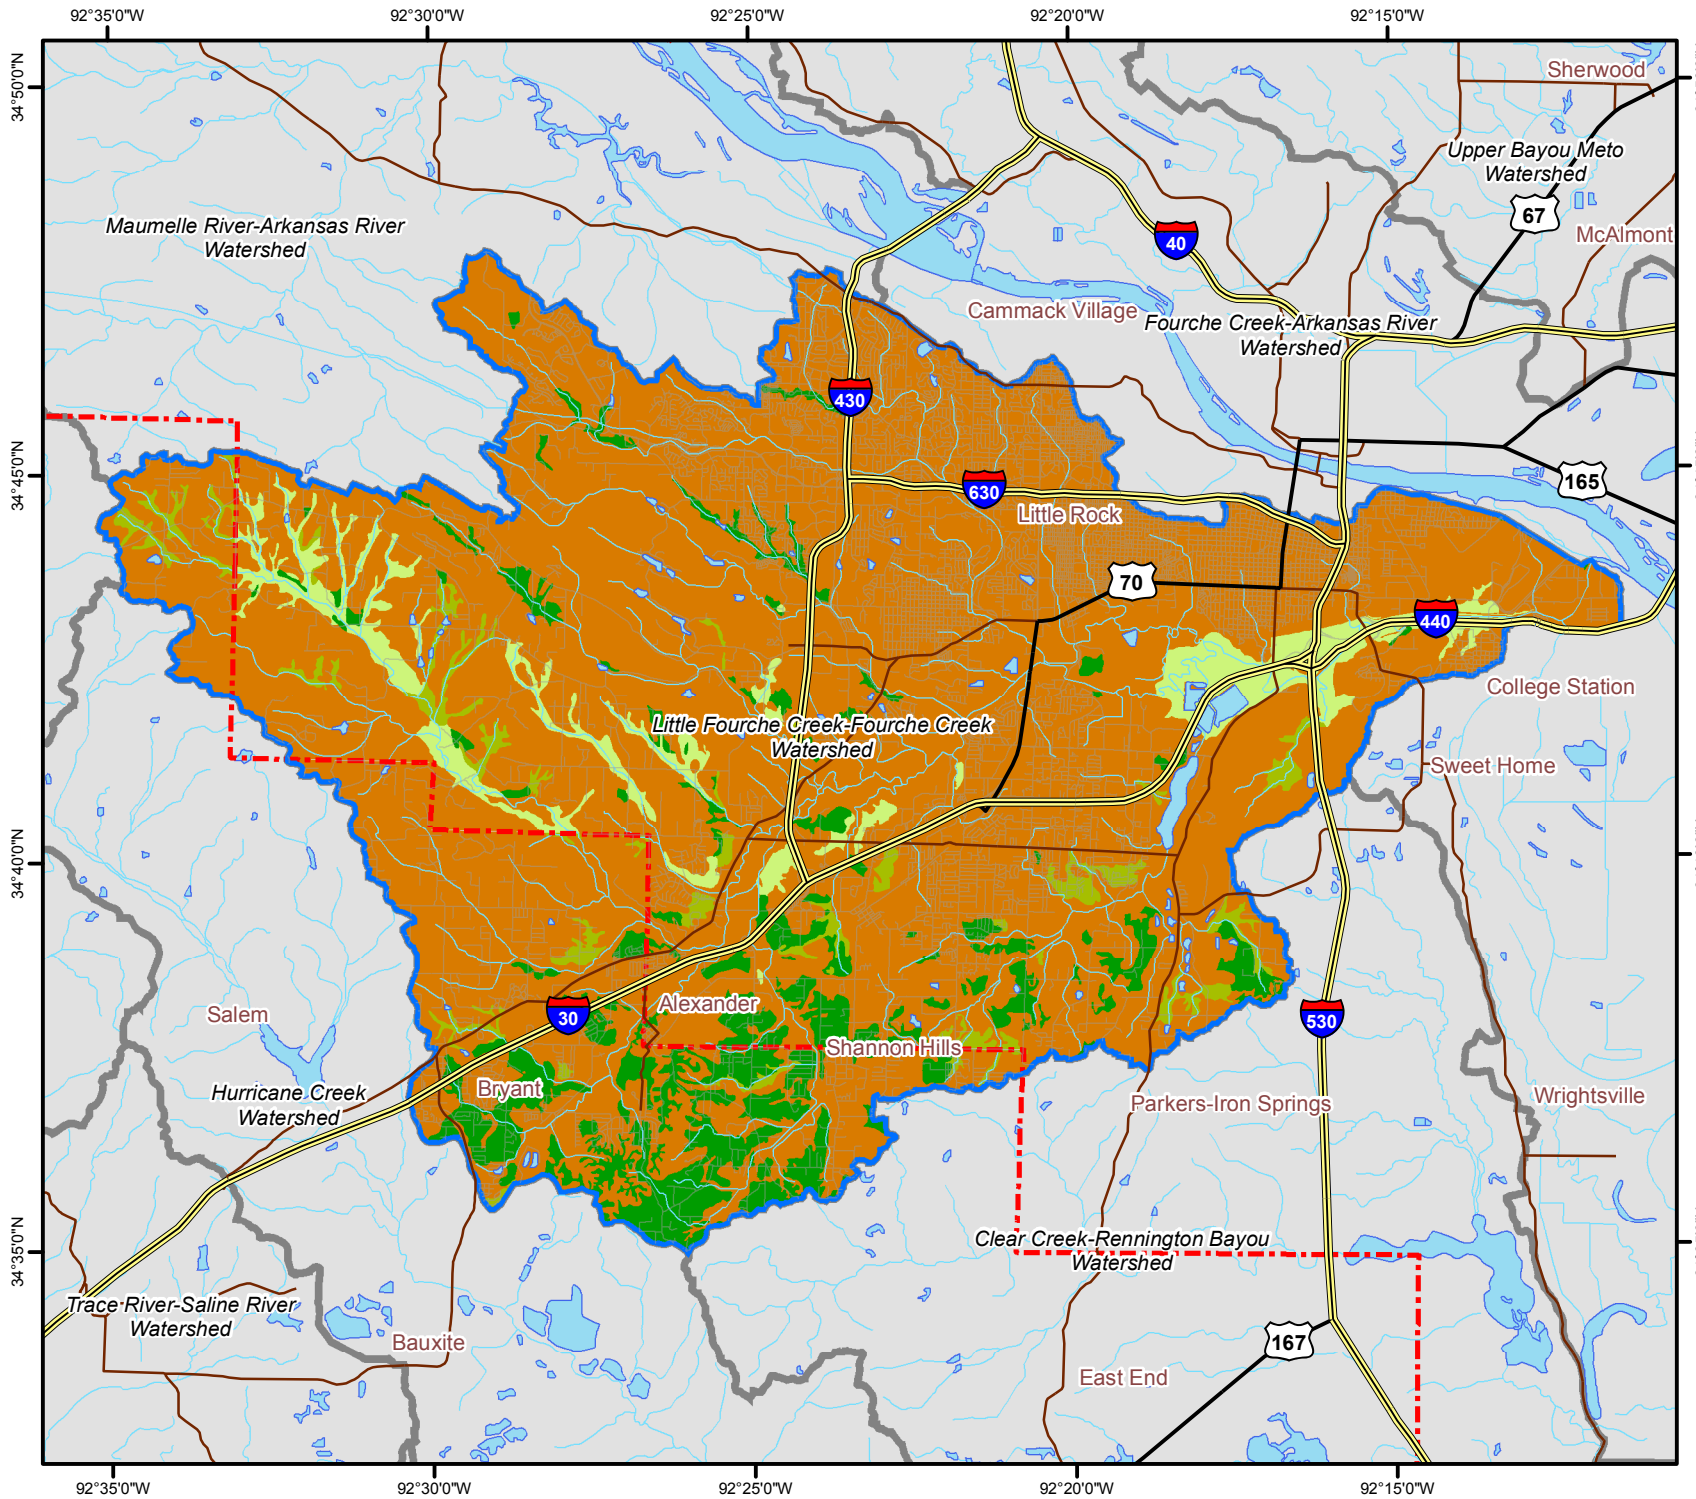 92°35'0"W
92°30'0"W
92°25'0"W
92°20'0"W
92°15'0"W
34°50'0"N
34°45'0"N
34°40'0"N
34°35'0"N
Sherwood
Upper Bayou Meto
Watershed
67
McAlmont
Maumelle River-Arkansas River
Watershed
40
Cammack Village
Fourche Creek-Arkansas River
Watershed
430
165
630
Little Rock
70
440
College Station
Little Fourche Creek-Fourche Creek
Watershed
Sweet Home
Alexander
Salem
30
530
Shannon Hills
Bryant
Hurricane Creek
Watershed
Parkers-Iron Springs
Wrightsville
Clear Creek-Rennington Bayou
Watershed
Trace River-Saline River
Watershed
Bauxite
167
East End
92°35'0"W
92°30'0"W
92°25'0"W
92°20'0"W
92°15'0"W